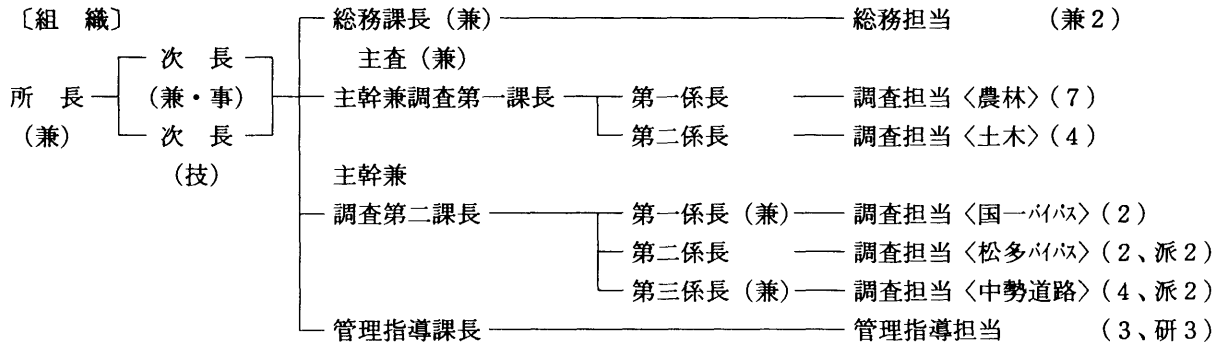 〔組 織〕
総務課長(兼) 総務担当 (兼2)
次 長 主査(兼)
所 長 (兼・事) 主幹兼調査第一課長 第一係長 調査担当〈農林〉(7)
(兼) 次 長 第二係長 調査担当〈土木〉(4)
(技) 主幹兼
調査第二課長 第一係長(兼) 調査担当〈国一バイパス〉(2)
第二係長 調査担当〈松多バイパス〉(2、派2)
第三係長(兼) 調査担当〈中勢道路〉(4、派2)
管理指導課長 管理指導担当 (3、研3)